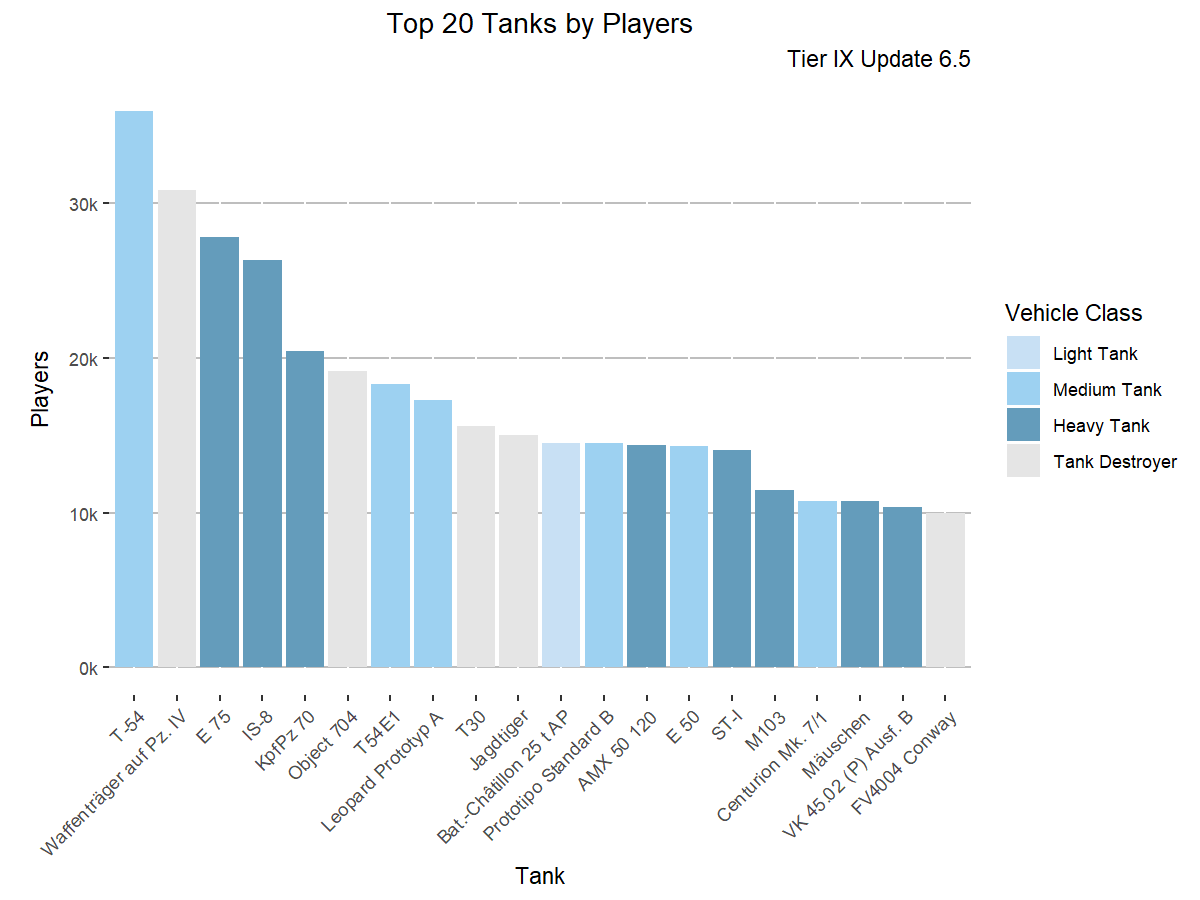 Top 20 Tanks by Players
Tier IX Update 6.5
Players
30k
20k
10k
0k
T-54
Waffenträger auf Pz. IV
E 75
IS-8
KpfPz 70
Object 704
T54E1
Leopard Prototyp A
T30
Jagdtiger
Bat.-Châtillon 25 t AP
Prototipo Standard B
AMX 50 120
E 50
ST-I
M103
Centurion Mk. 7/1
Mäuschen
VK 45.02 (P) Ausf. B
FV4004 Conway
Tank
Vehicle Class
Light Tank
Medium Tank
Heavy Tank
Tank Destroyer